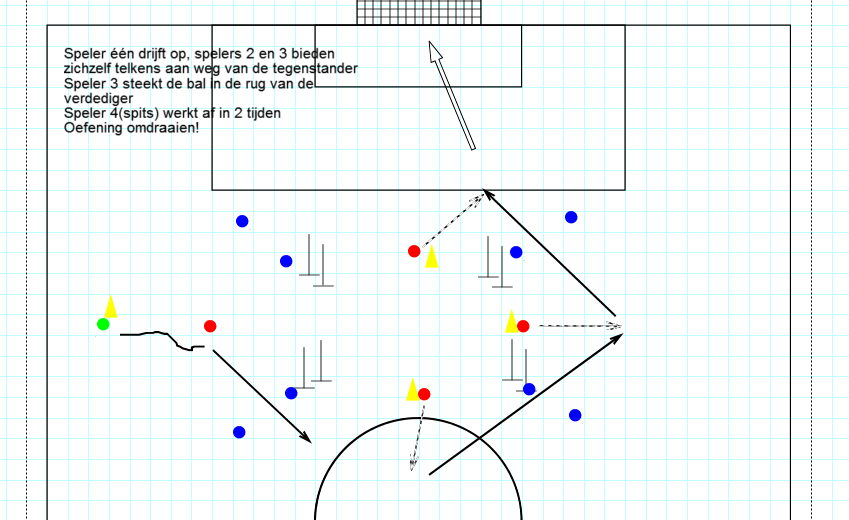 Speler één drijft op, spelers 2 en 3 bieden
zichzelf telkens aan weg van de tegenstander
Speler 3 steekt de bal in de rug van de
verdediger
Speler 4(spits) werkt af in 2 tijden
Oefening omdraaien!